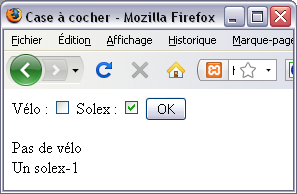 Case à cocher - Mozilla Firefox
Fichier Édition Affichage Historique Marque-page
Vélo : Solex : OK
Pas de vélo
Un solex-1